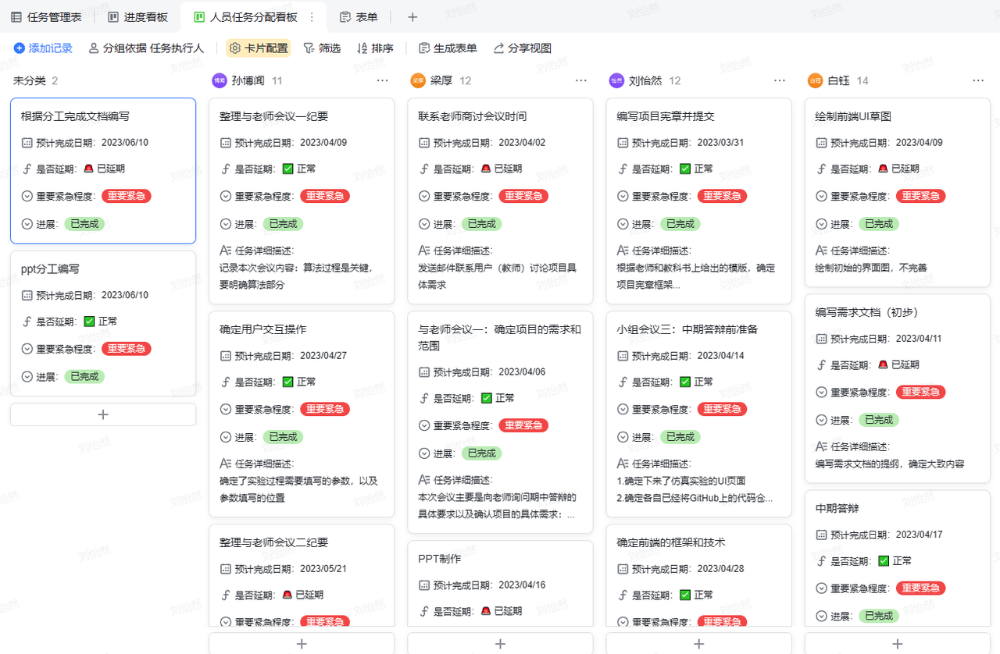 任务管理表 进度看板 人员任务分配看板 表单
添加记录 分组依据 任务执行人 卡片配置 筛选 排序 生成表单 分享视图
未分类 2
根据分工完成文档编写
预计完成日期: 2023/06/10
是否延期: 已延期
重要紧急程度: 重要紧急
进展: 已完成
ppt分工编写
预计完成日期: 2023/06/10
是否延期: 正常
重要紧急程度: 重要紧急
进展: 已完成
博闻 孙博闻 11
整理与老师会议一纪要
预计完成日期: 2023/04/09
是否延期: 正常
重要紧急程度: 重要紧急
进展: 已完成
任务详细描述:
记录本次会议内容：算法过程是关键，
要明确算法部分
确定用户交互操作
预计完成日期: 2023/04/27
是否延期: 正常
重要紧急程度: 重要紧急
进展: 已完成
任务详细描述:
确定了实验过程需要填写的参数，以及
参数填写的位置
整理与老师会议二纪要
预计完成日期: 2023/05/21
是否延期: 已延期
重要紧急程度: 重要紧急
梁厚 梁厚 12
联系老师商讨会议时间
预计完成日期: 2023/04/02
是否延期: 已延期
重要紧急程度: 重要紧急
进展: 已完成
任务详细描述:
发送邮件联系用户（教师）讨论项目具
体需求
与老师会议一：确定项目的需求和
范围
预计完成日期: 2023/04/06
是否延期: 正常
重要紧急程度: 重要紧急
进展: 已完成
任务详细描述:
本次会议主要是向老师询问期中答辩的
具体要求以及确认项目的具体需求：...
PPT制作
预计完成日期: 2023/04/16
是否延期: 已延期
怡然 刘怡然 12
编写项目宪章并提交
预计完成日期: 2023/03/31
是否延期: 正常
重要紧急程度: 重要紧急
进展: 已完成
任务详细描述:
根据老师和教科书上给出的模版，确定
项目宪章框架...
小组会议三：中期答辩前准备
预计完成日期: 2023/04/14
是否延期: 正常
重要紧急程度: 重要紧急
进展: 已完成
任务详细描述:
1.确定下来了仿真实验的UI页面
2.确定各自已经将GitHub上的代码仓...
确定前端的框架和技术
预计完成日期: 2023/04/28
是否延期: 正常
重要紧急程度: 重要紧急
白钰 白钰 14
绘制前端UI草图
预计完成日期: 2023/04/09
是否延期: 已延期
重要紧急程度: 重要紧急
进展: 已完成
任务详细描述:
绘制初始的界面图，不完善
编写需求文档（初步）
预计完成日期: 2023/04/11
是否延期: 已延期
重要紧急程度: 重要紧急
进展: 已完成
任务详细描述:
编写需求文档的提纲，确定大致内容
中期答辩
预计完成日期: 2023/04/17
是否延期: 正常
重要紧急程度: 重要紧急
进展: 已完成
刘怡然